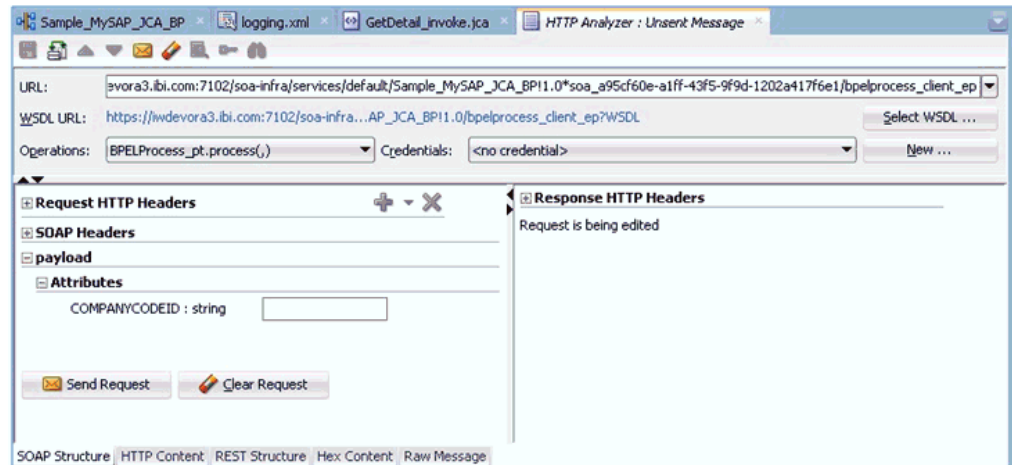 Sample_MySAP_JCA_BP logging.xml GetDetail_invoke.jca HTTP Analyzer : Unsent Message
URL: evora3.ibi.com:7102/soa-infra/services/default/Sample_MySAP_JCA_BP!1.0*soa_a95cf60e-a1ff-43f5-9f9d-1202a417f6e1/bpelprocess_client_ep
WSDL URL: https://iwdevora3.ibi.com:7102/soa-infra...AP_JCA_BP!1.0/bpelprocess_client_ep?WSDL Select WSDL ...
Operations: BPELProcess_pt.process(,) Credentials: <no credential> New ...
Request HTTP Headers
SOAP Headers
payload
Attributes
COMPANYCODEID : string
Send Request Clear Request
Response HTTP Headers
Request is being edited
SOAP Structure HTTP Content REST Structure Hex Content Raw Message